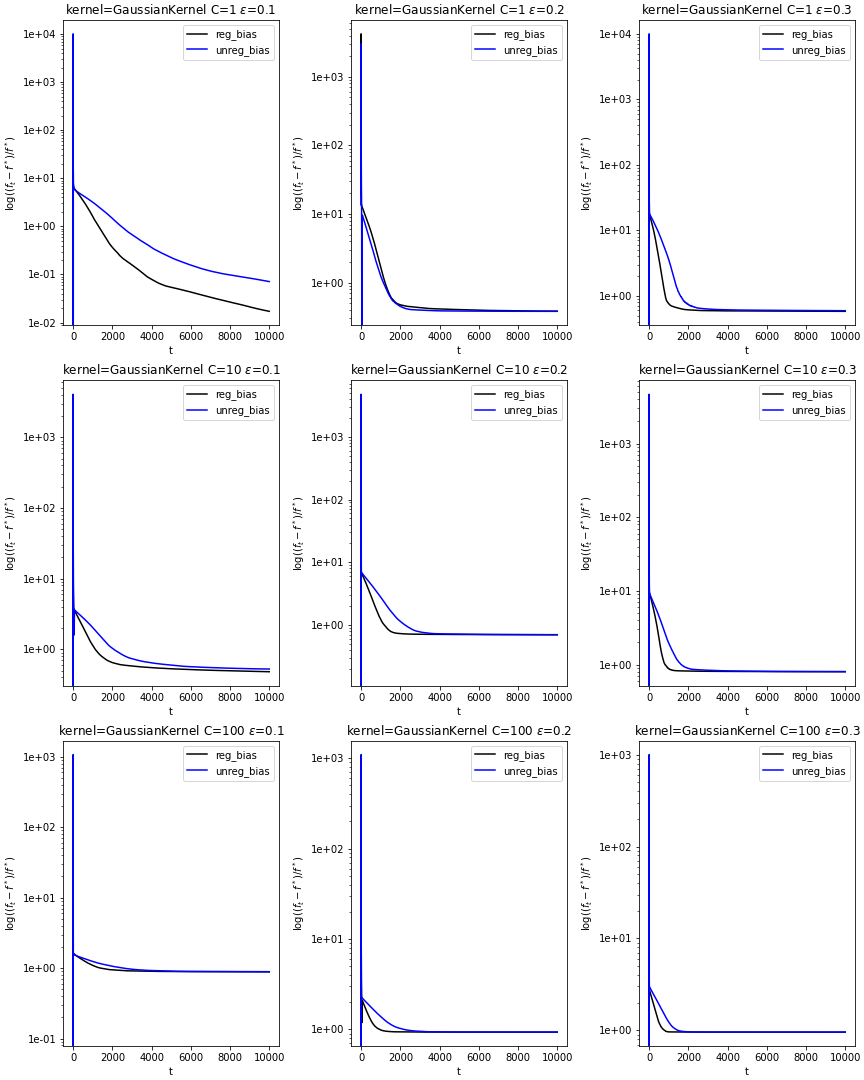 kernel=GaussianKernel C=1 ε=0.1
reg_bias
unreg_bias
1e+04
1e+03
1e+02
1e+01
1e+00
1e-01
1e-02
log((f_t − f^*)/f^*)
0 2000 4000 6000 8000 10000
t
kernel=GaussianKernel C=1 ε=0.2
reg_bias
unreg_bias
1e+03
1e+02
1e+01
1e+00
log((f_t − f^*)/f^*)
0 2000 4000 6000 8000 10000
t
kernel=GaussianKernel C=1 ε=0.3
reg_bias
unreg_bias
1e+04
1e+03
1e+02
1e+01
1e+00
log((f_t − f^*)/f^*)
0 2000 4000 6000 8000 10000
t
kernel=GaussianKernel C=10 ε=0.1
reg_bias
unreg_bias
1e+03
1e+02
1e+01
1e+00
log((f_t − f^*)/f^*)
0 2000 4000 6000 8000 10000
t
kernel=GaussianKernel C=10 ε=0.2
reg_bias
unreg_bias
1e+03
1e+02
1e+01
1e+00
log((f_t − f^*)/f^*)
0 2000 4000 6000 8000 10000
t
kernel=GaussianKernel C=10 ε=0.3
reg_bias
unreg_bias
1e+03
1e+02
1e+01
1e+00
log((f_t − f^*)/f^*)
0 2000 4000 6000 8000 10000
t
kernel=GaussianKernel C=100 ε=0.1
reg_bias
unreg_bias
1e+03
1e+02
1e+01
1e+00
1e-01
log((f_t − f^*)/f^*)
0 2000 4000 6000 8000 10000
t
kernel=GaussianKernel C=100 ε=0.2
reg_bias
unreg_bias
1e+03
1e+02
1e+01
1e+00
log((f_t − f^*)/f^*)
0 2000 4000 6000 8000 10000
t
kernel=GaussianKernel C=100 ε=0.3
reg_bias
unreg_bias
1e+03
1e+02
1e+01
1e+00
log((f_t − f^*)/f^*)
0 2000 4000 6000 8000 10000
t